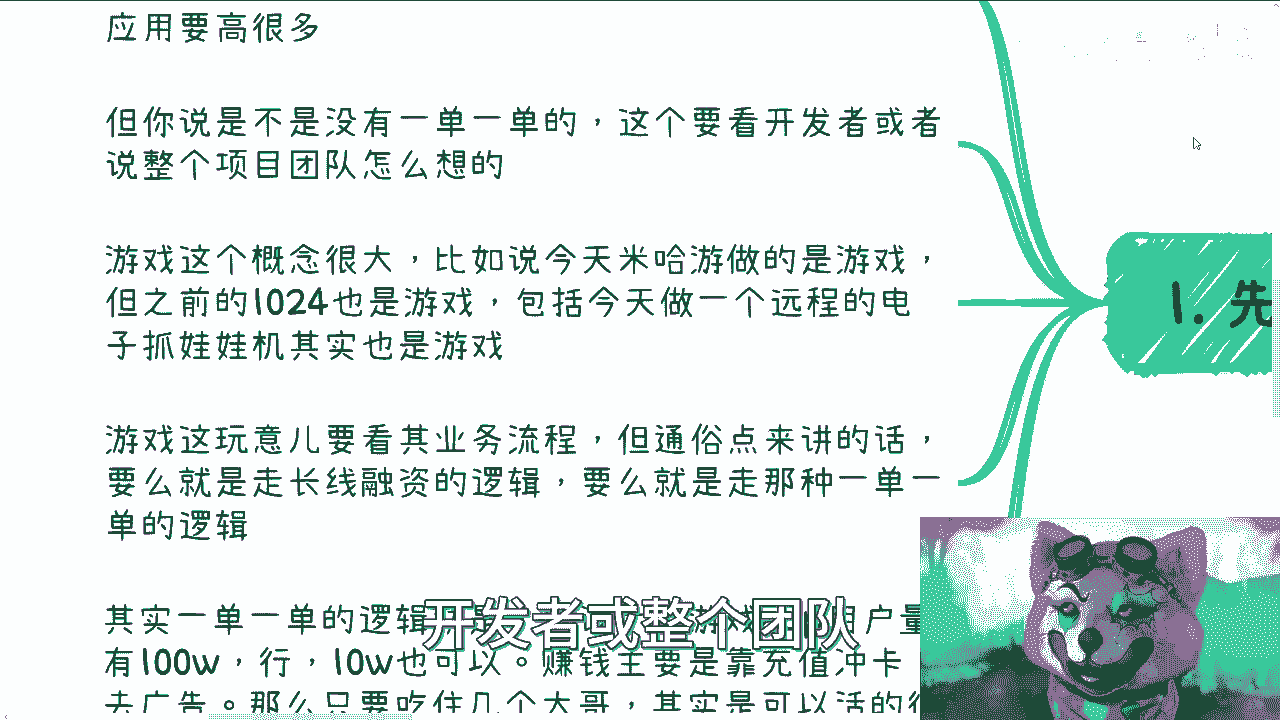 应用要高很多
但你说是不是没有一单一单的，这个要看开发者或者
说整个项目团队怎么想的
游戏这个概念很大，比如说今天米哈游做的是游戏，
但之前的1024也是游戏，包括今天做一个远程的电
子抓娃娃机其实也是游戏
游戏这玩意儿要看其业务流程，但通俗点来讲的话，
要么就是走长线融资的逻辑，要么就是走那种一单一
单的逻辑
其实一单一单的逻辑
户量
有100w，行，10w也可以。赚钱主要是靠充值冲卡
去广告。那么只要吃住几个大哥，其实是可以活的很
1. 先
开发者或整个团队